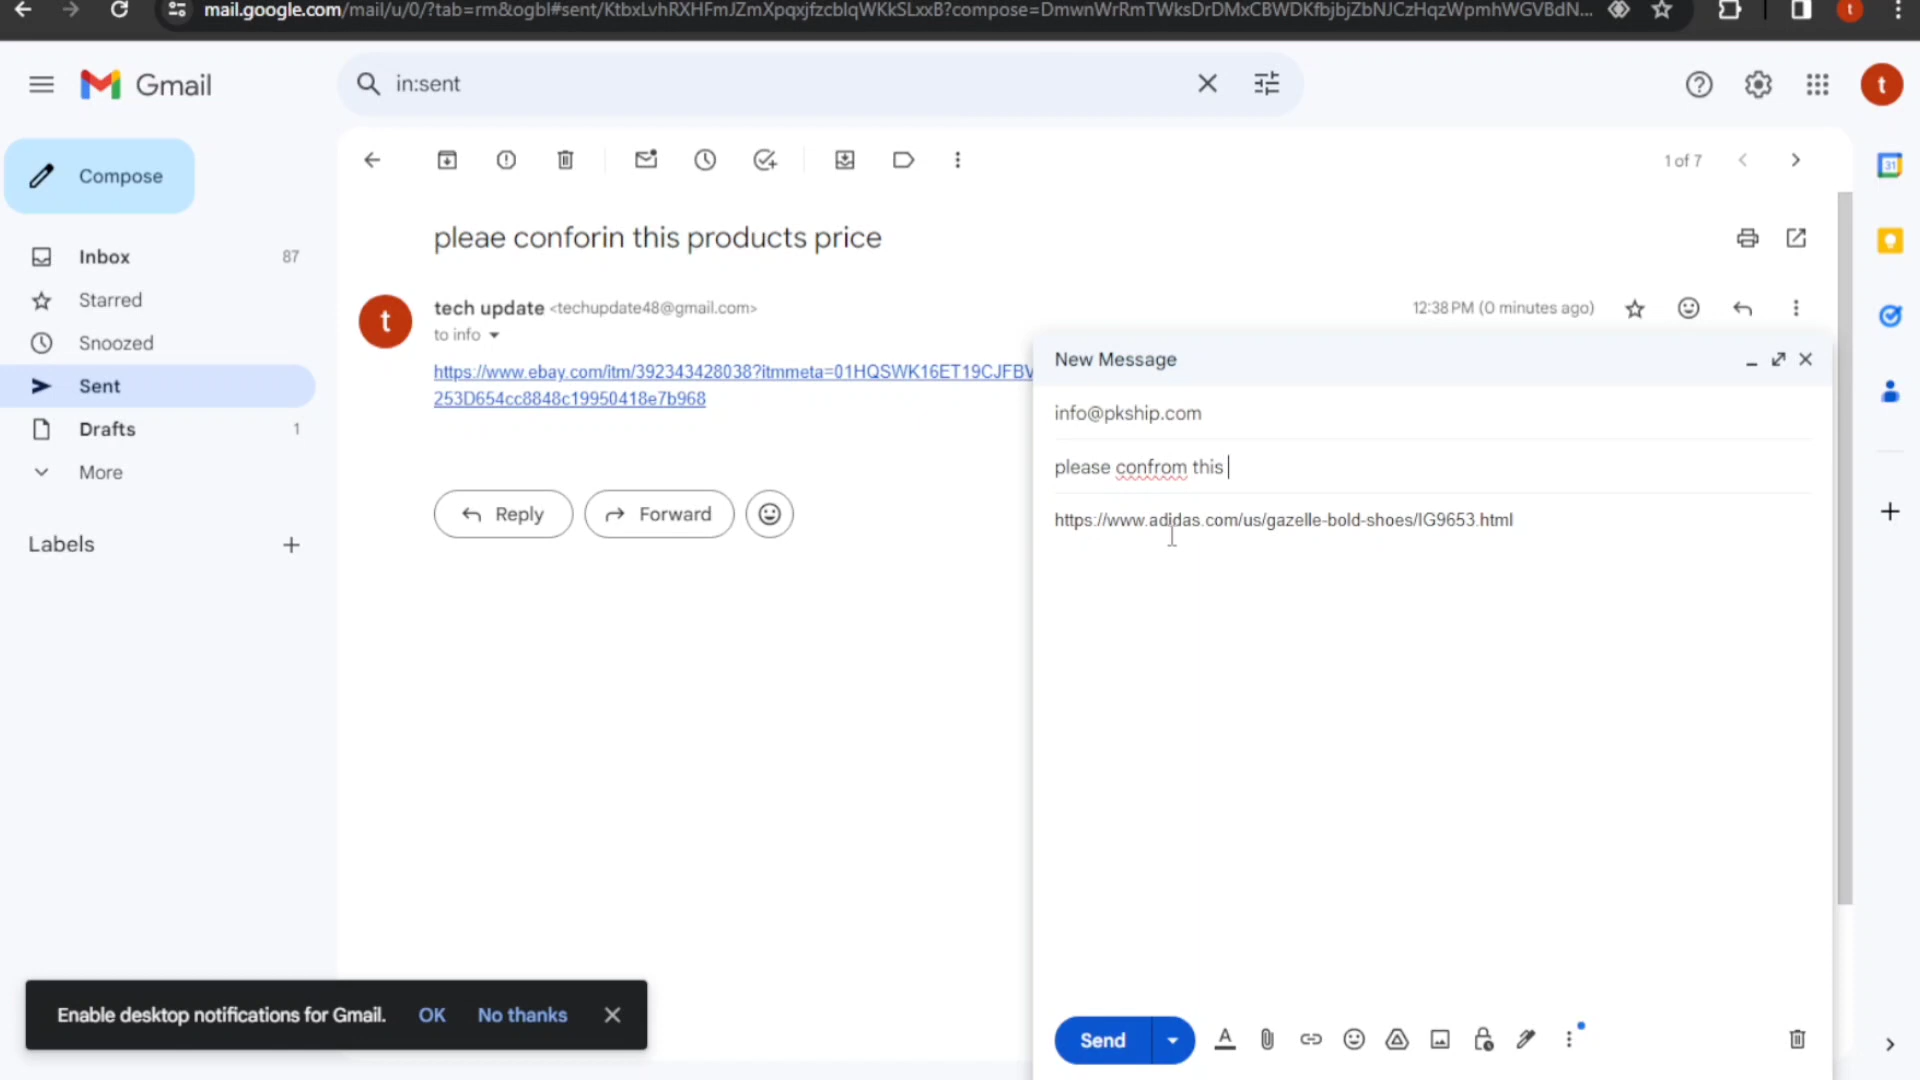 mail.google.com/mail/u/0/?tab=rm&ogbl#sent/KtbxLvhRXHFmJZmXpqxjfzcblqWKkSLxxB?compose=DmwnWrRmTWksDrDMxCBWDKfbjbjZbNJCzHqzWpmhWGVBdN...
t
Gmail
in:sent
t
Compose
1 of 7
31
pleae conforin this products price
Inbox 87
Starred
Snoozed
Sent
Drafts 1
More
Labels
t
tech update <techupdate48@gmail.com>
12:38 PM (0 minutes ago)
to info
https://www.ebay.com/itm/392343428038?itmmeta=01HQSWK16ET19CJFBV
253D654cc8848c19950418e7b968
Reply
Forward
New Message
info@pkship.com
please confrom this
https://www.adidas.com/us/gazelle-bold-shoes/IG9653.html
Enable desktop notifications for Gmail. OK No thanks
Send